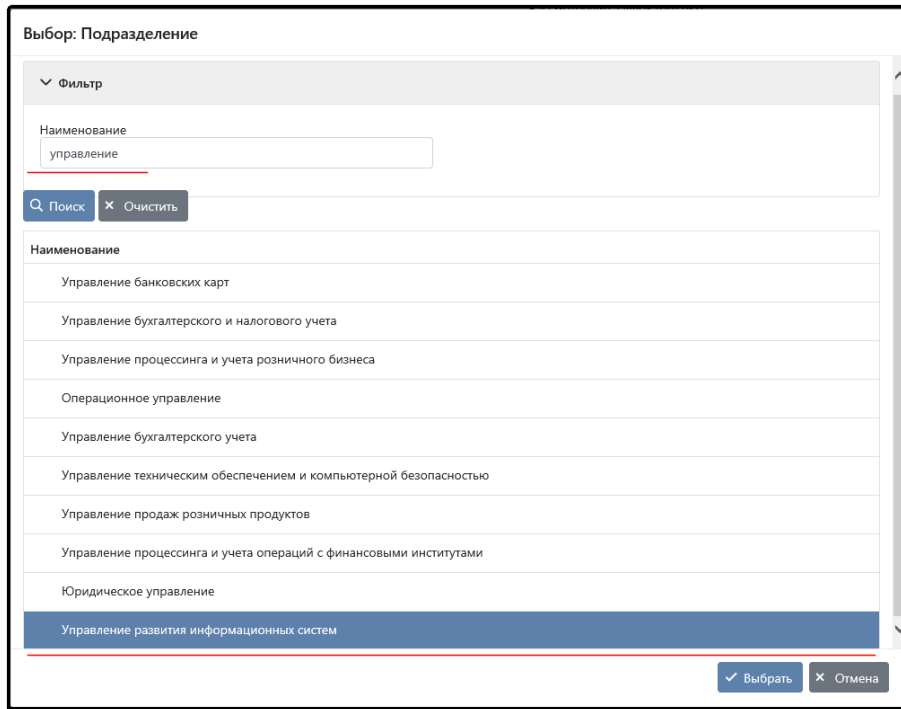 Выбор: Подразделение
Фильтр
Наименование
управление
Поиск Очистить
Наименование
Управление банковских карт
Управление бухгалтерского и налогового учета
Управление процессинга и учета розничного бизнеса
Операционное управление
Управление бухгалтерского учета
Управление техническим обеспечением и компьютерной безопасностью
Управление продаж розничных продуктов
Управление процессинга и учета операций с финансовыми институтами
Юридическое управление
Управление развития информационных систем
Выбрать Отмена